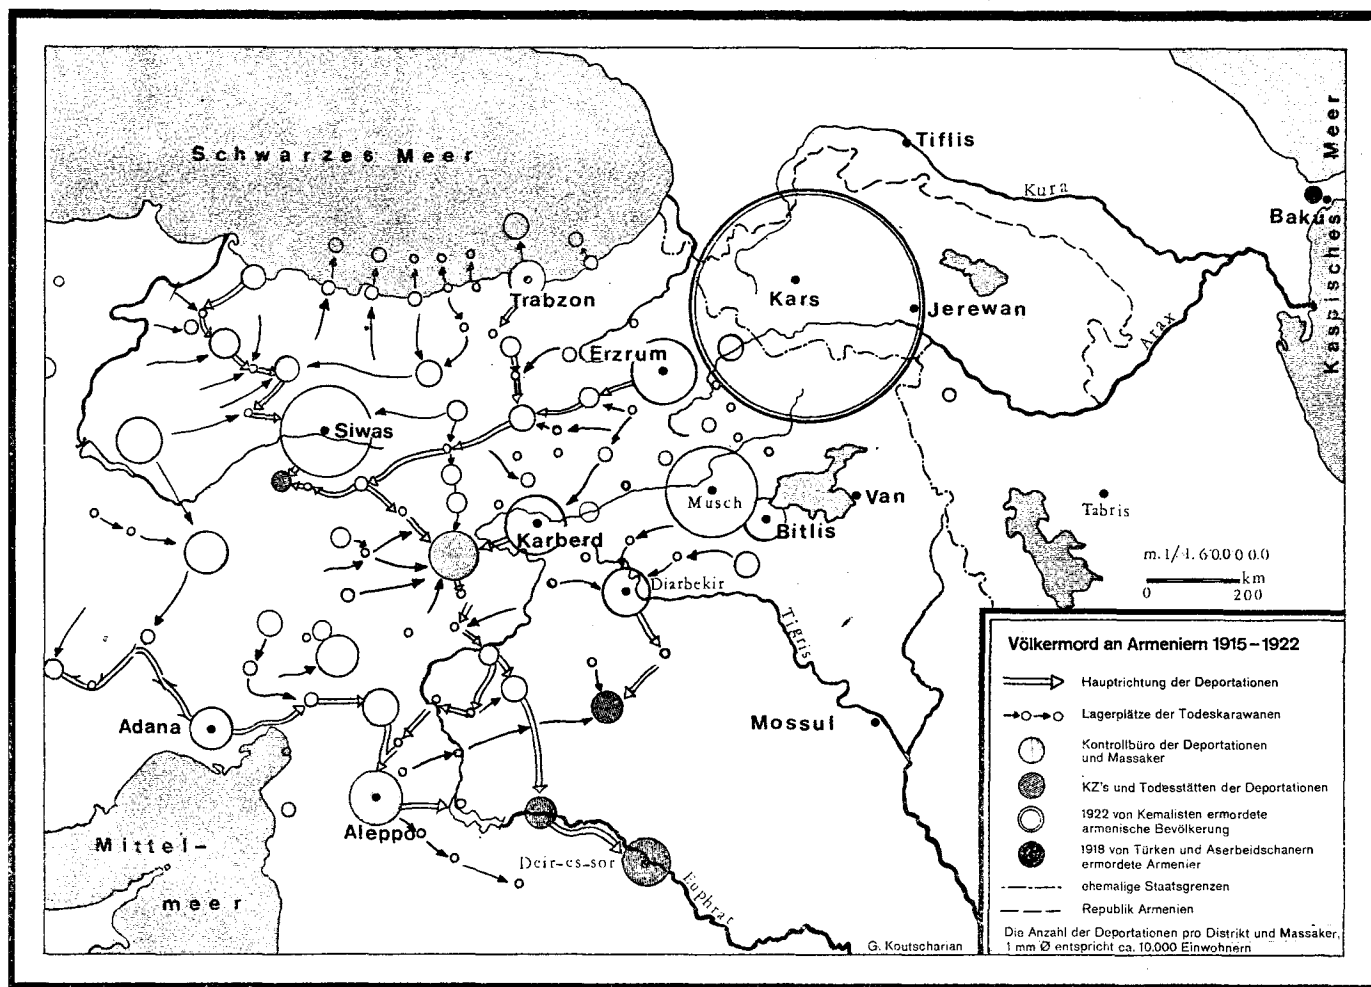 Schwarzes Meer
Tiflis
Kura
Kaspisches Meer
Baku
Trabzon
Kars
Jerewan
Arax
Erzrum
Siwas
Musch
Van
Tabris
Karberd
Bitlis
m. 1/4.600000
km
0 200
Diarbekir
Tigris
Adana
Mossul
Aleppo
Mittel-
meer
Deir-es-sor
Euphrat
G. Koutscharian
Völkermord an Armeniern 1915–1922
Hauptrichtung der Deportationen
Lagerplätze der Todeskarawanen
Kontrollbüro der Deportationen
und Massaker
KZ's und Todesstätten der Deportationen
1922 von Kemalisten ermordete
armenische Bevölkerung
1918 von Türken und Aserbeidschanern
ermordete Armenier
ehemalige Staatsgrenzen
Republik Armenien
Die Anzahl der Deportationen pro Distrikt und Massaker,
1 mm Ø entspricht ca. 10.000 Einwohnern